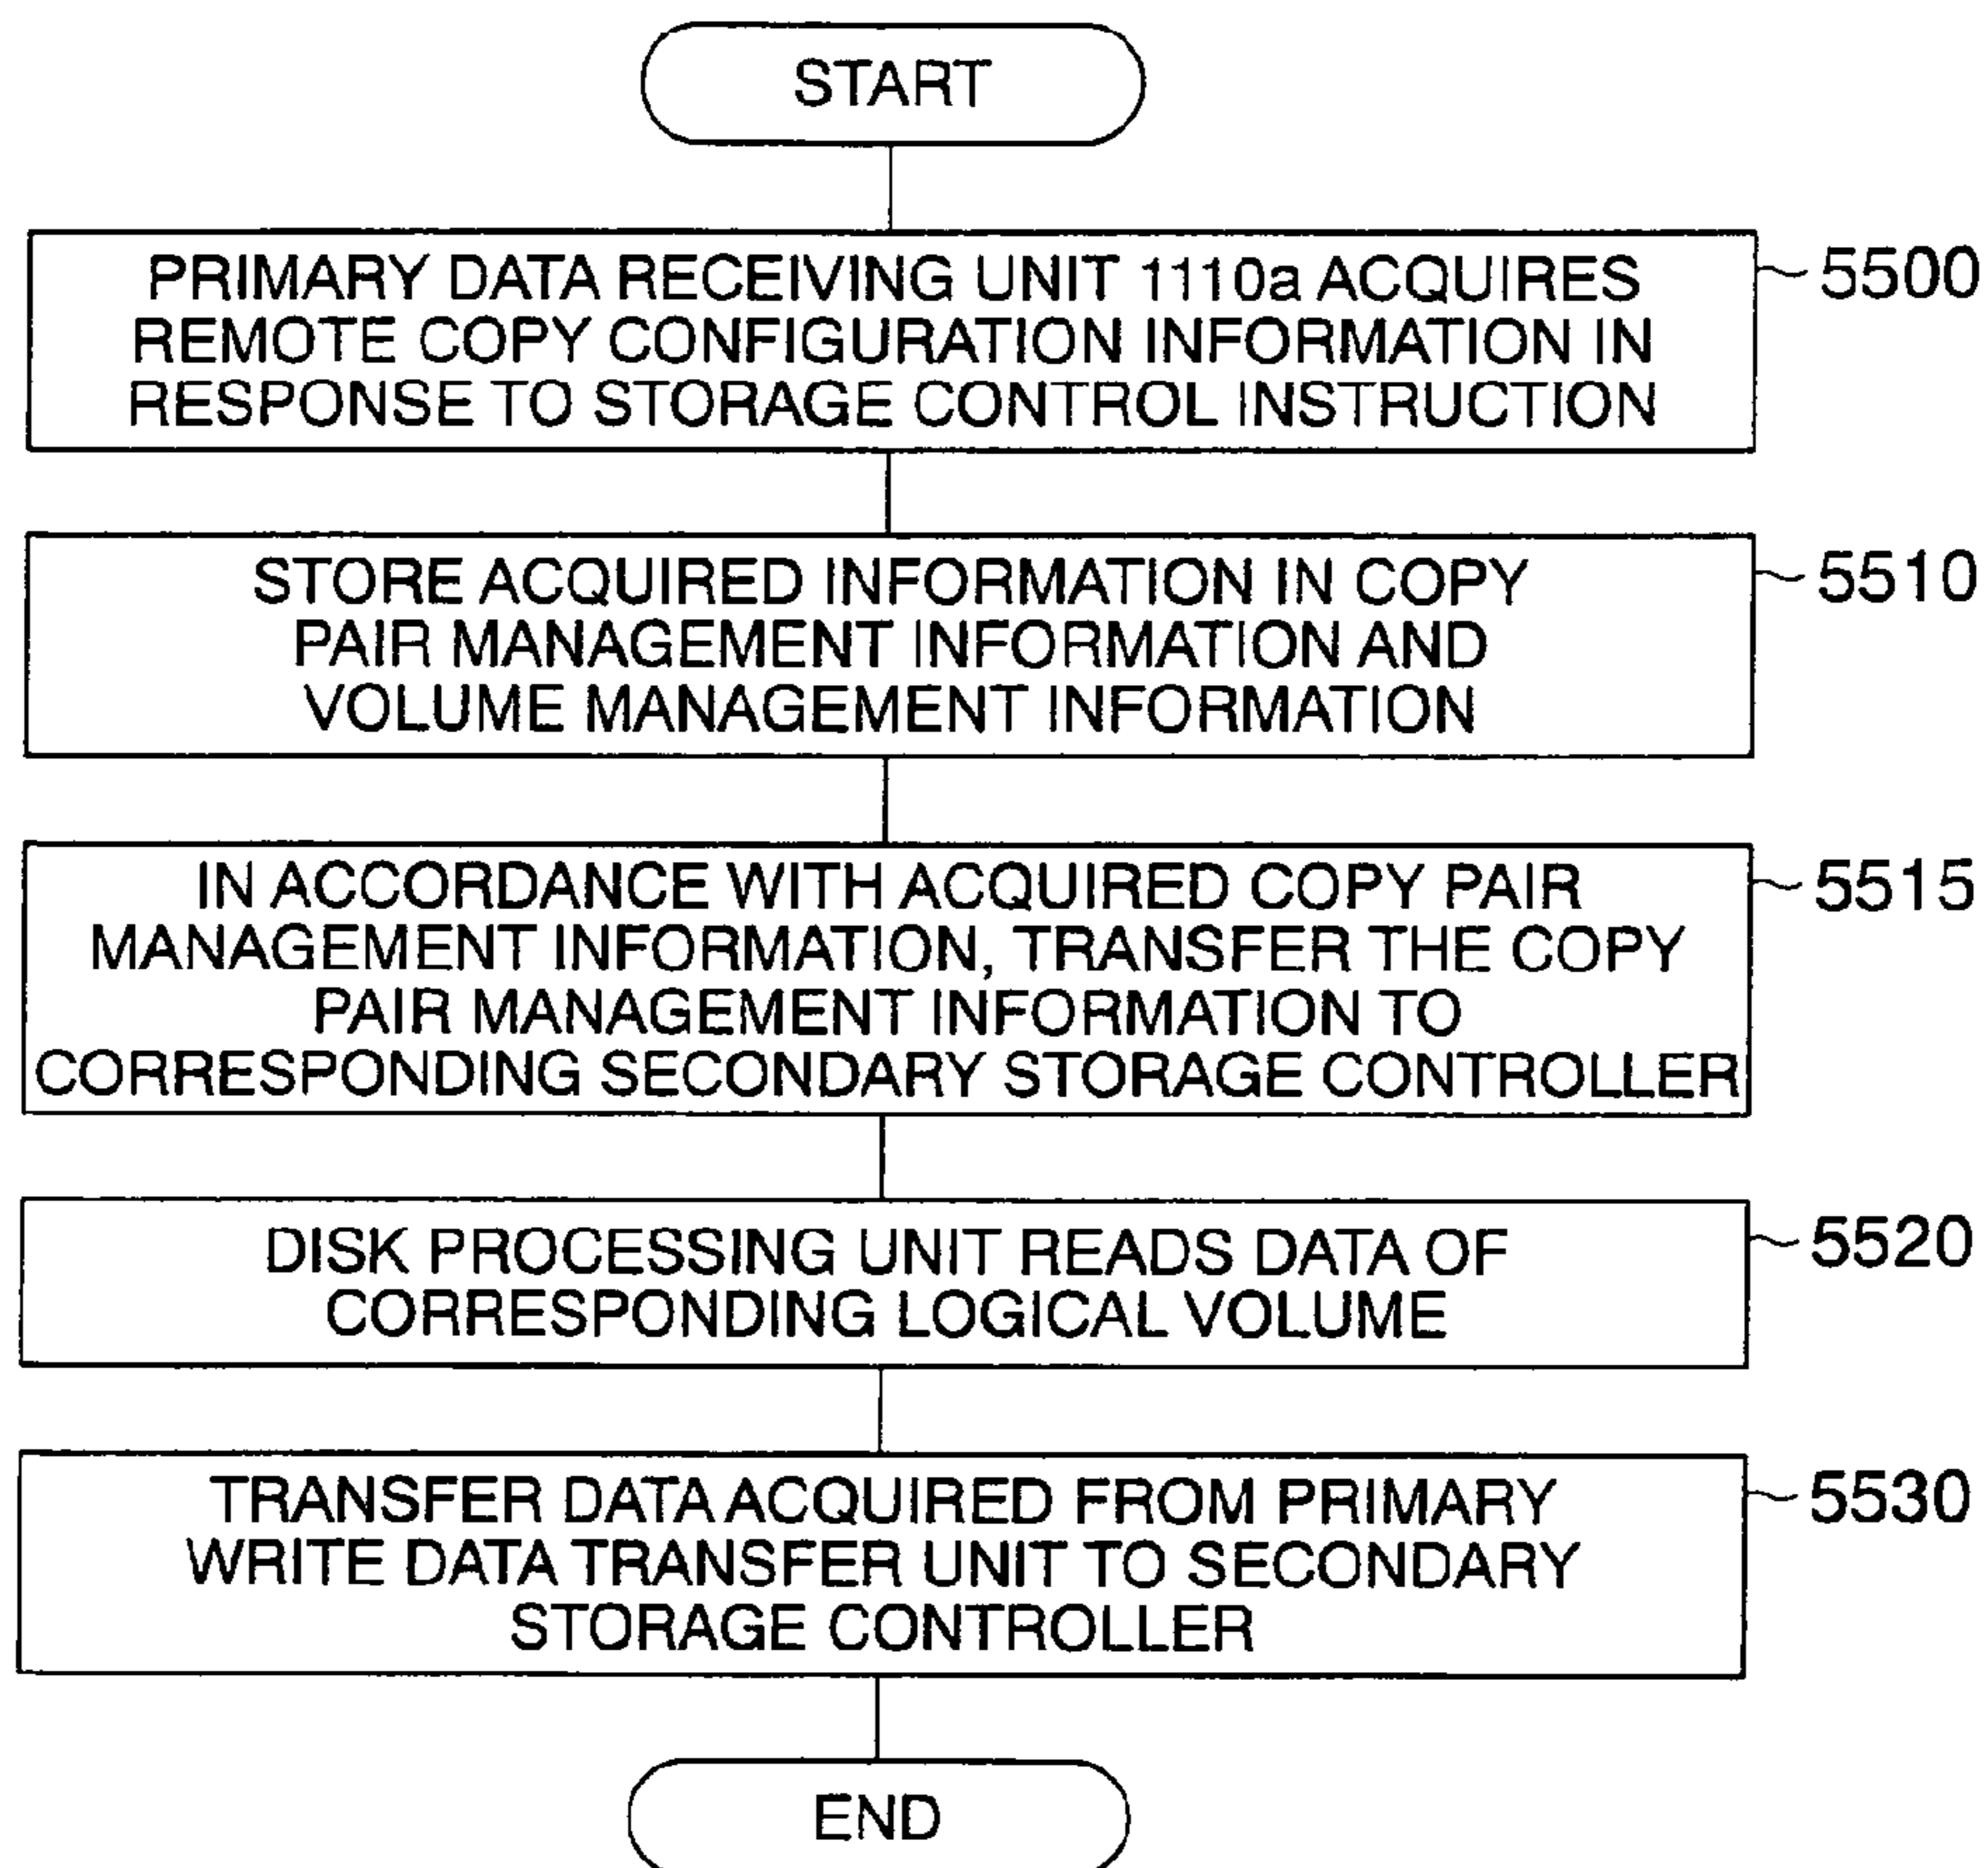 START
PRIMARY DATA RECEIVING UNIT 1110a ACQUIRES
REMOTE COPY CONFIGURATION INFORMATION IN
RESPONSE TO STORAGE CONTROL INSTRUCTION
5500
STORE ACQUIRED INFORMATION IN COPY
PAIR MANAGEMENT INFORMATION AND
VOLUME MANAGEMENT INFORMATION
5510
IN ACCORDANCE WITH ACQUIRED COPY PAIR
MANAGEMENT INFORMATION, TRANSFER THE COPY
PAIR MANAGEMENT INFORMATION TO
CORRESPONDING SECONDARY STORAGE CONTROLLER
5515
DISK PROCESSING UNIT READS DATA OF
CORRESPONDING LOGICAL VOLUME
5520
TRANSFER DATA ACQUIRED FROM PRIMARY
WRITE DATA TRANSFER UNIT TO SECONDARY
STORAGE CONTROLLER
5530
END